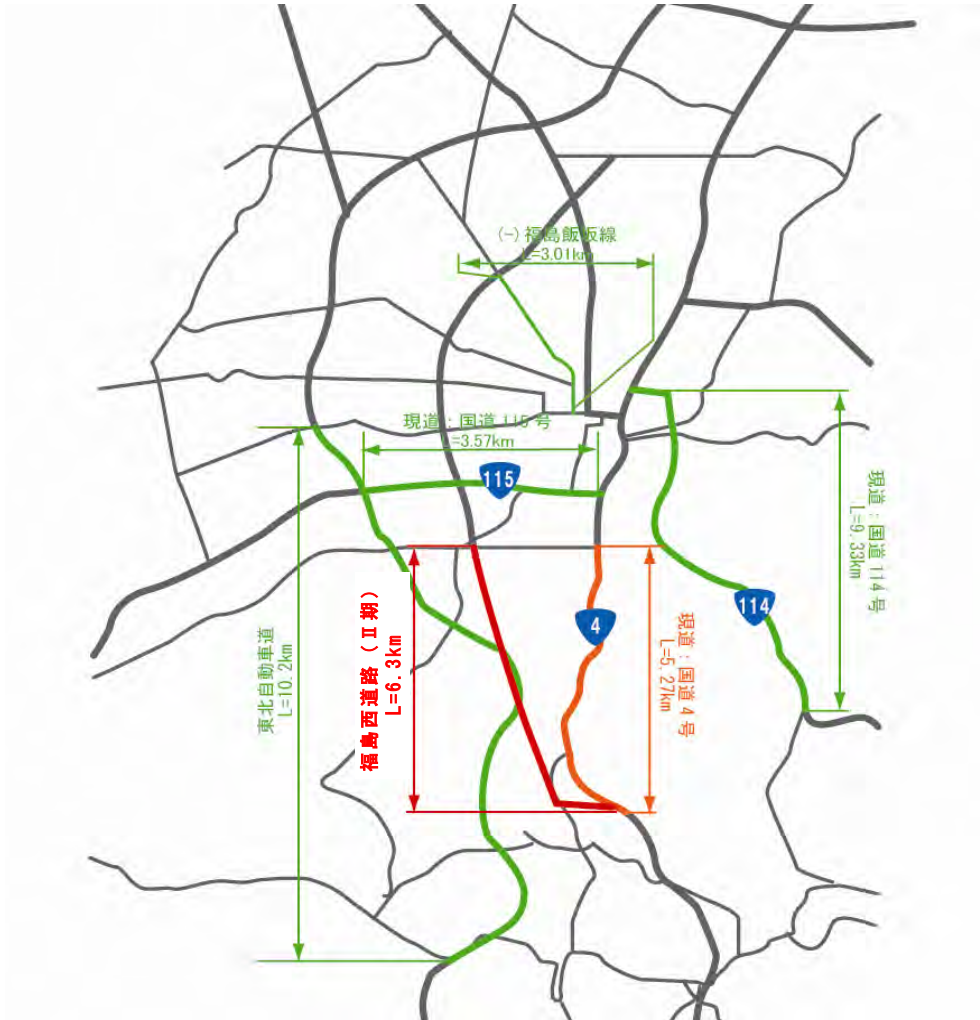 (-) 福島飯坂線
L=3.01km
現道：国道 115 号
L=3.57km
115
現道：国道 114 号
L=9.33km
114
4
現道：国道 4 号
L=5.27km
福島西道路（Ⅱ期）
L=6.3km
東北自動車道
L=10.2km